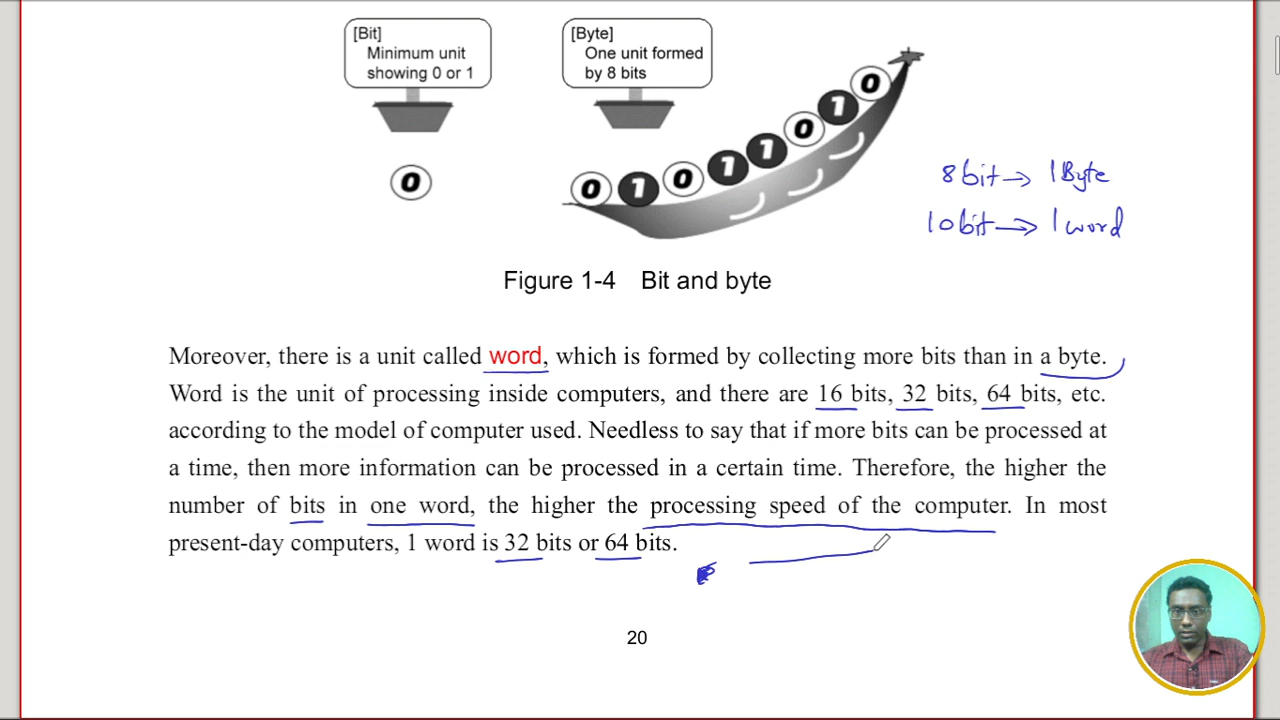 [Bit]
Minimum unit
showing 0 or 1
[Byte]
One unit formed
by 8 bits
0
0 1 0 1 1 0 1 0
8 bit → 1 Byte
10 bit → 1 word
Figure 1-4 Bit and byte
Moreover, there is a unit called word, which is formed by collecting more bits than in a byte.
Word is the unit of processing inside computers, and there are 16 bits, 32 bits, 64 bits, etc.
according to the model of computer used. Needless to say that if more bits can be processed at
a time, then more information can be processed in a certain time. Therefore, the higher the
number of bits in one word, the higher the processing speed of the computer. In most
present-day computers, 1 word is 32 bits or 64 bits.
20